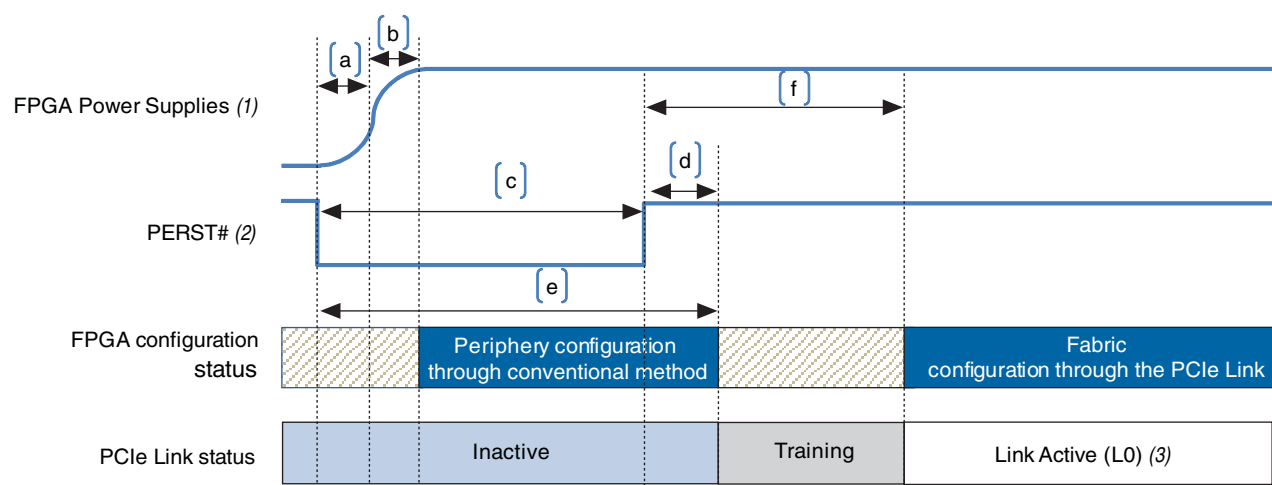 [b]
[a]
FPGA Power Supplies (1)
[f]
[d]
[c]
PERST# (2)
[e]
FPGA configuration
status
Periphery configuration
through conventional method
Fabric
configuration through the PCIe Link
PCIe Link status
Inactive
Training
Link Active (L0) (3)